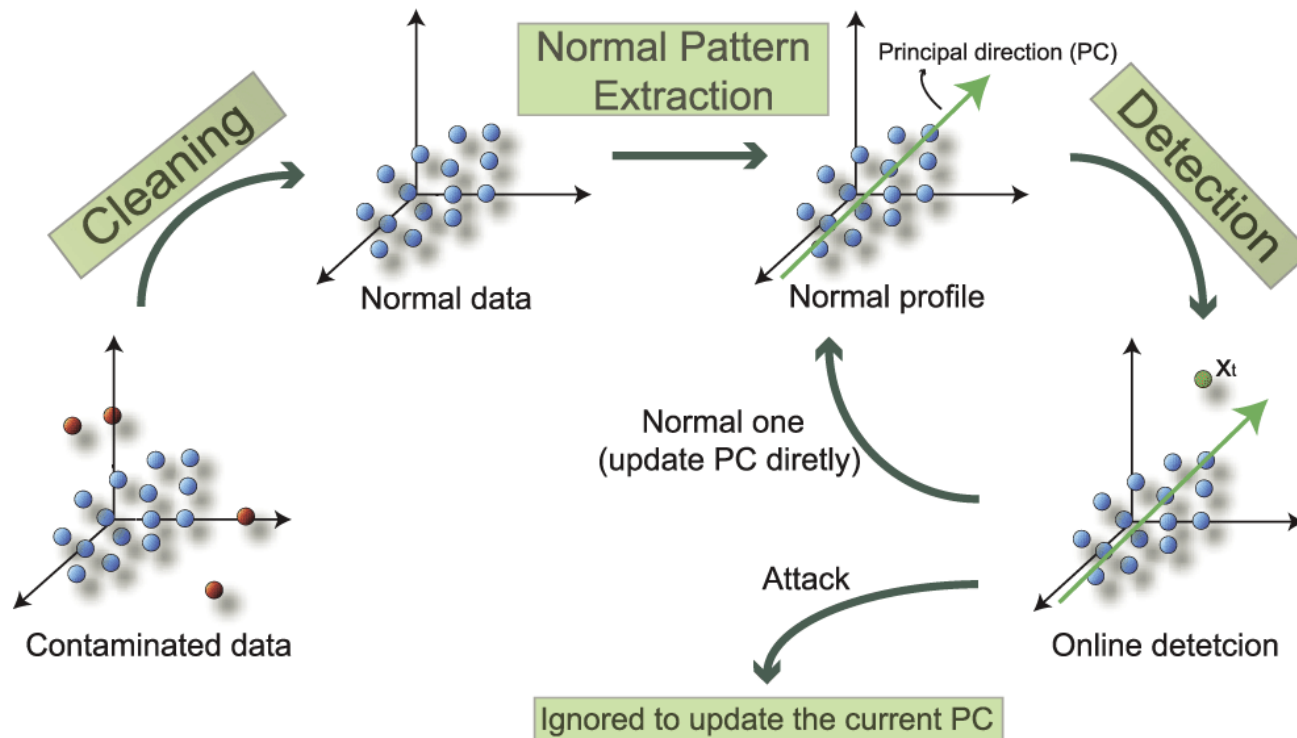 Cleaning
Normal Pattern
Extraction
Principal direction (PC)
Detection
Normal data
Normal profile
Xt
Normal one
(update PC diretly)
Attack
Contaminated data
Online detetcion
Ignored to update the current PC